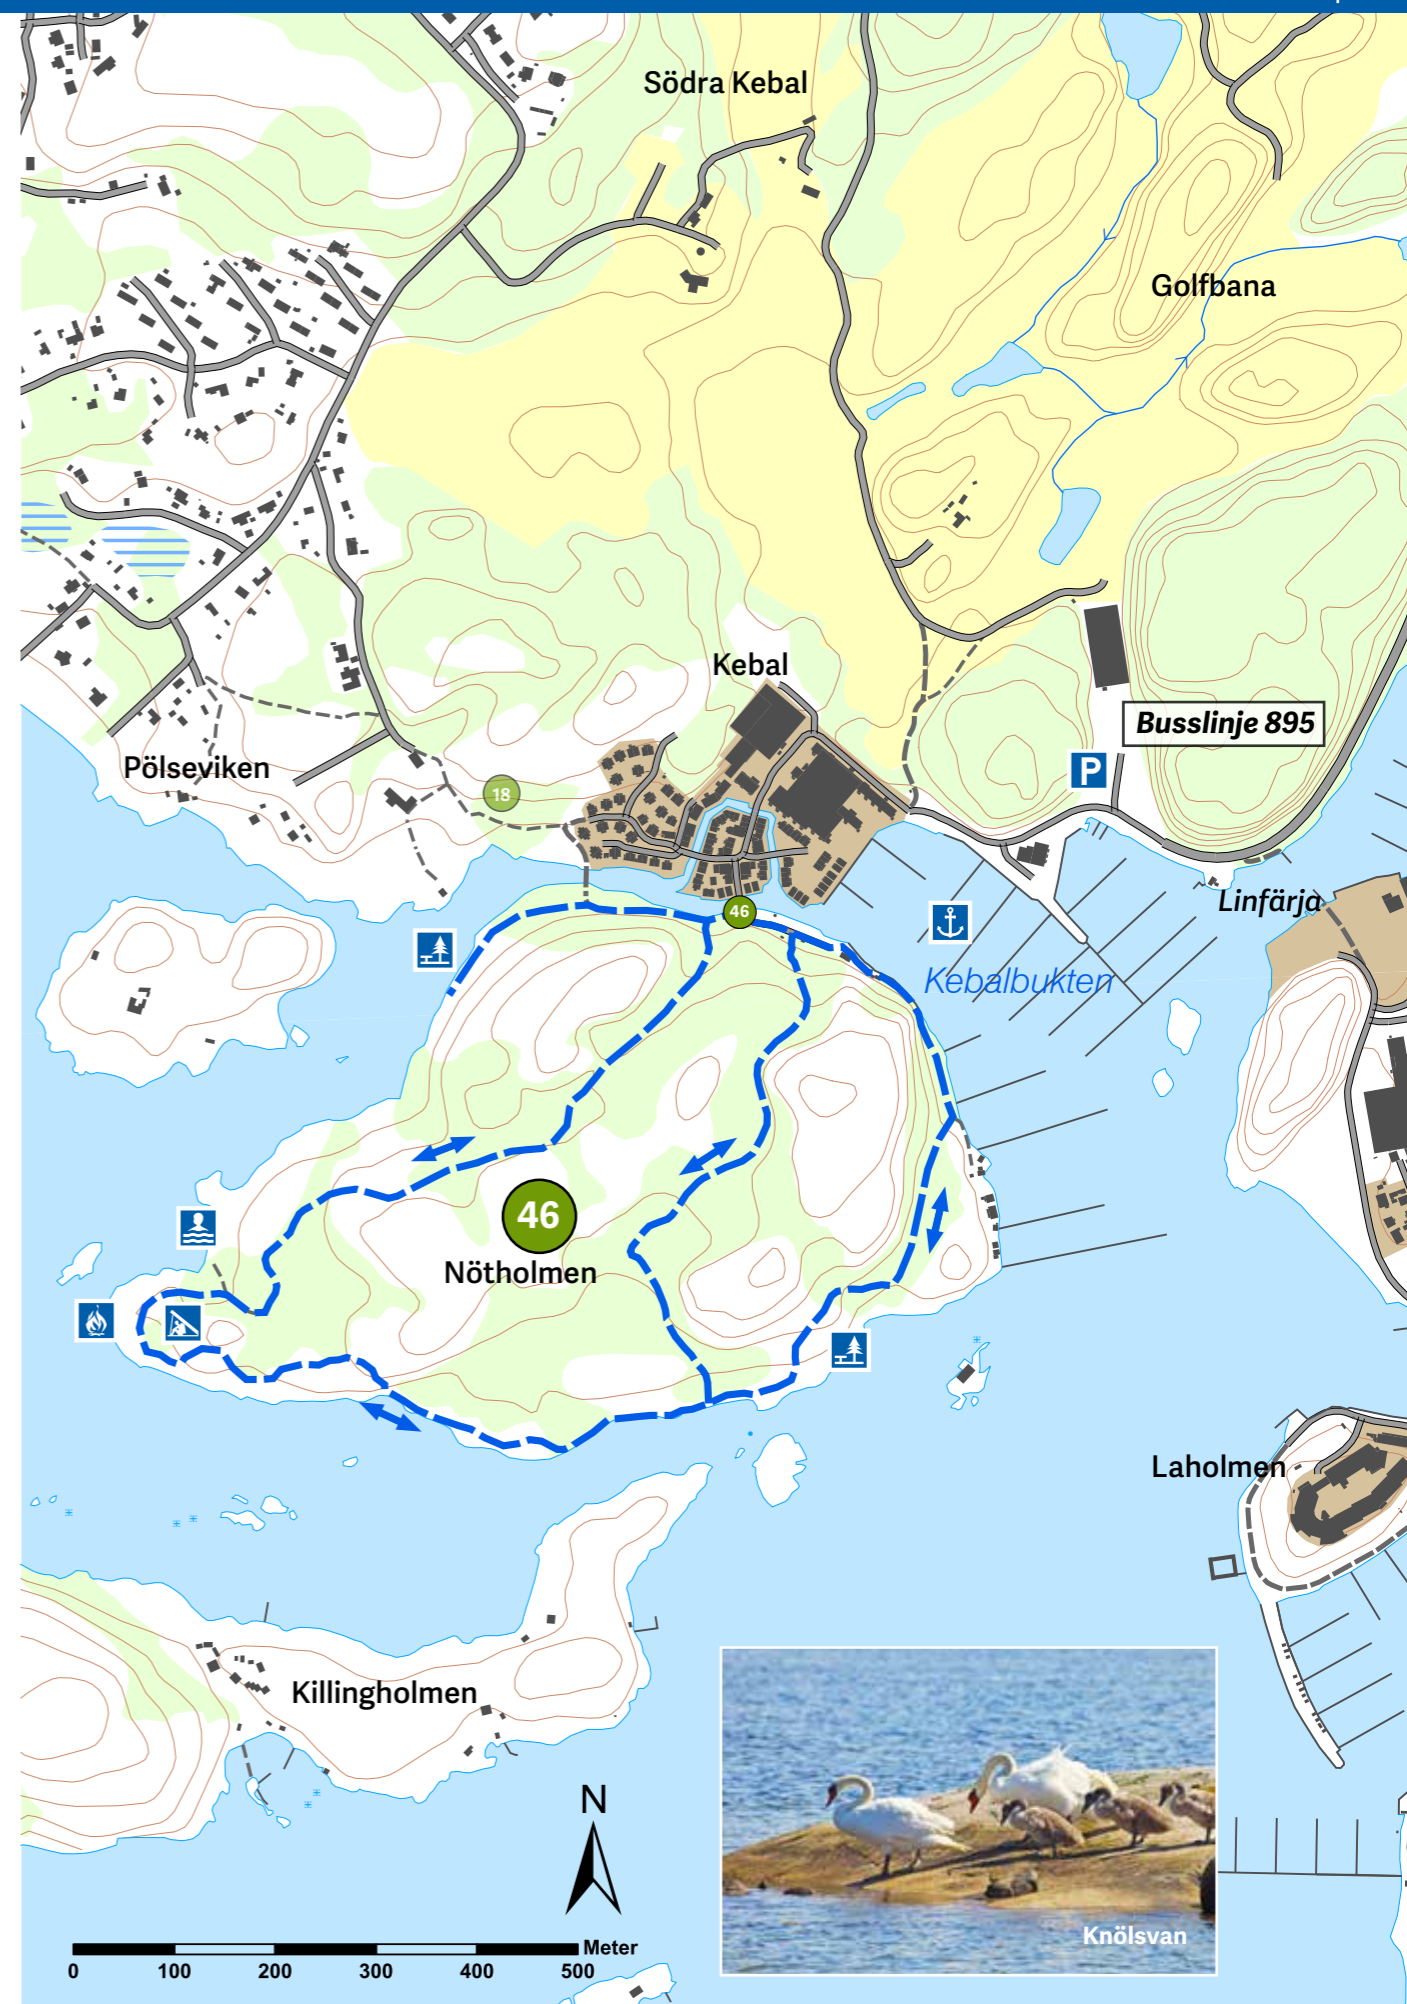 Södra Kebal
Golfbana
Kebal
Busslinje 895
P
Pölseviken
18
Linfärja
46
Kebalbukten
46
Nötholmen
Laholmen
Killingholmen
N
Knölsvan
Meter
0 100 200 300 400 500